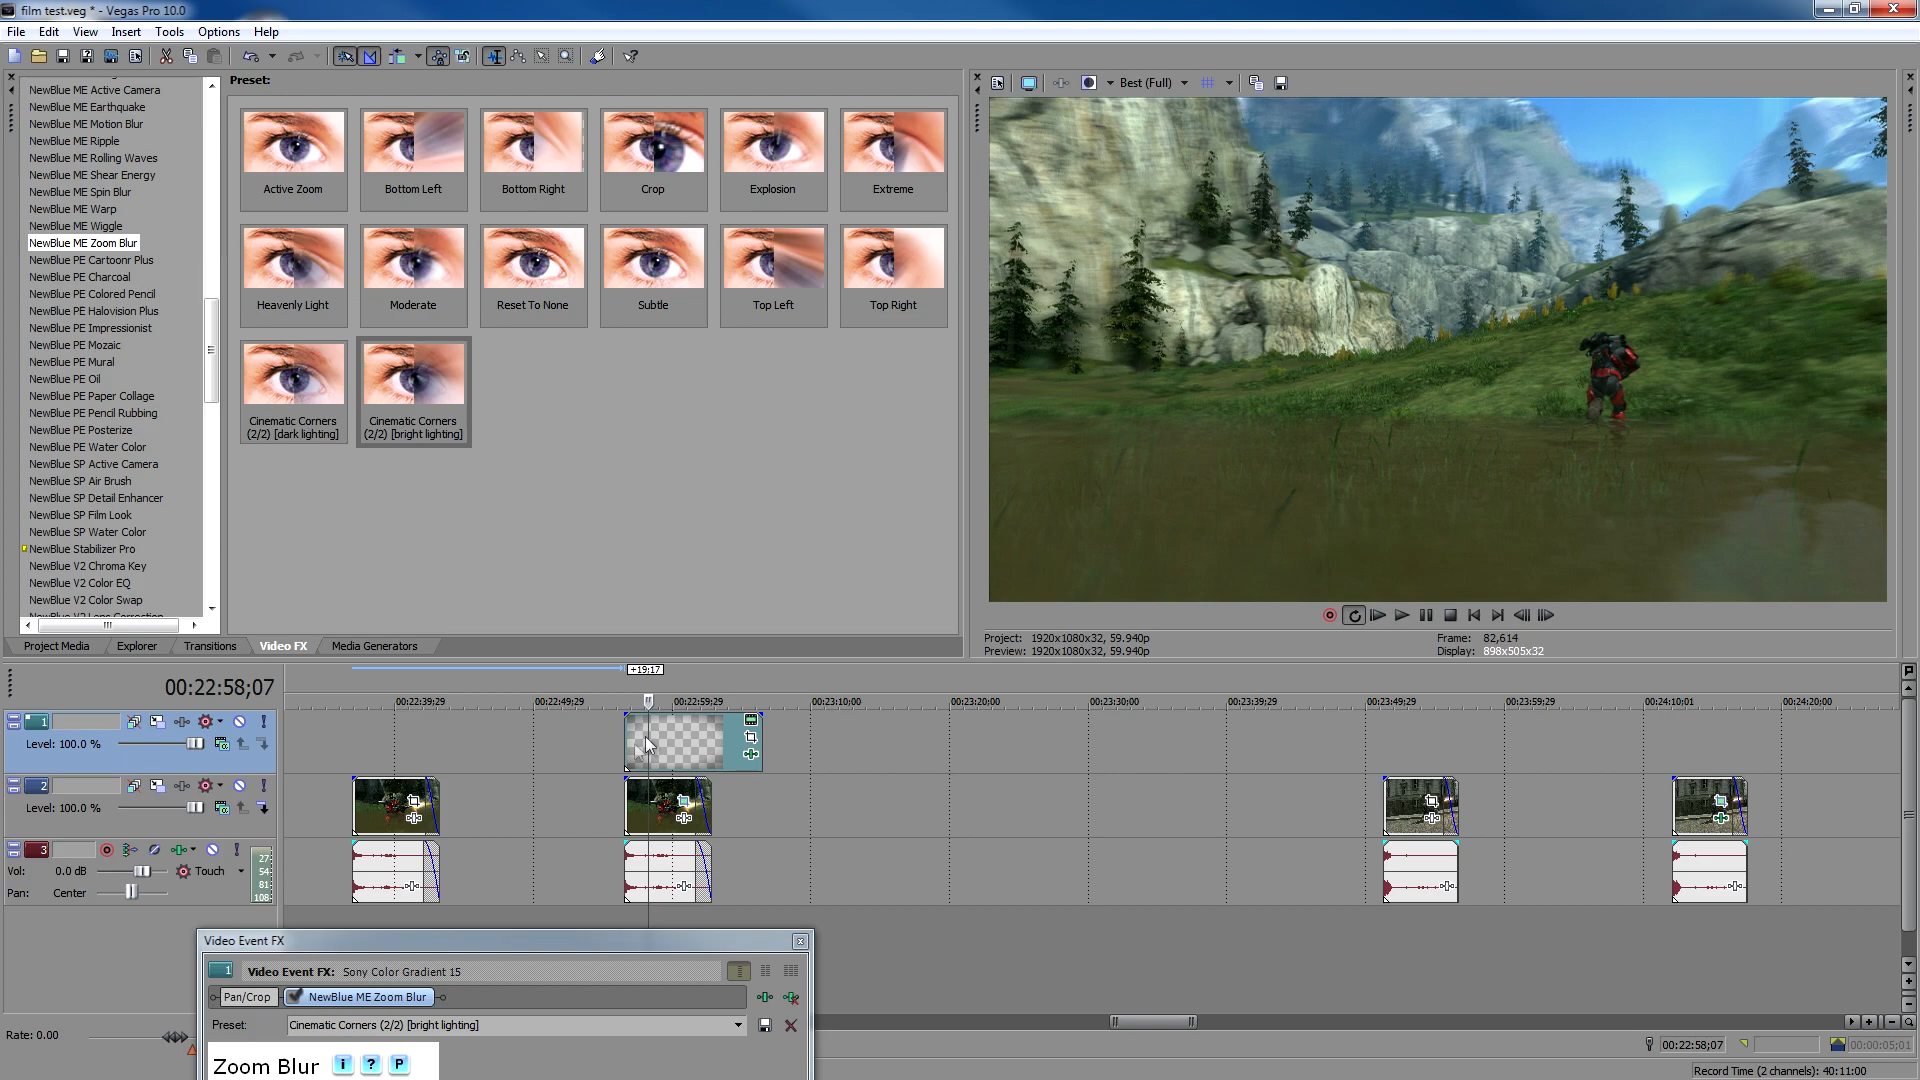 film test.veg * - Vegas Pro 10.0
File Edit View Insert Tools Options Help
NewBlue ME Active Camera
NewBlue ME Earthquake
NewBlue ME Motion Blur
NewBlue ME Ripple
NewBlue ME Rolling Waves
NewBlue ME Shear Energy
NewBlue ME Spin Blur
NewBlue ME Warp
NewBlue ME Wiggle
NewBlue ME Zoom Blur
NewBlue PE Cartoonr Plus
NewBlue PE Charcoal
NewBlue PE Colored Pencil
NewBlue PE Halovision Plus
NewBlue PE Impressionist
NewBlue PE Mozaic
NewBlue PE Mural
NewBlue PE Oil
NewBlue PE Paper Collage
NewBlue PE Pencil Rubbing
NewBlue PE Posterize
NewBlue PE Water Color
NewBlue SP Active Camera
NewBlue SP Air Brush
NewBlue SP Detail Enhancer
NewBlue SP Film Look
NewBlue SP Water Color
NewBlue Stabilizer Pro
NewBlue V2 Chroma Key
NewBlue V2 Color EQ
NewBlue V2 Color Swap
NewBlue V2 Lens Correction
Preset:
Active Zoom Bottom Left Bottom Right Crop Explosion Extreme
Heavenly Light Moderate Reset To None Subtle Top Left Top Right
Cinematic Corners (2/2) [dark lighting]
Cinematic Corners (2/2) [bright lighting]
Project Media Explorer Transitions Video FX Media Generators
Best (Full)
Project: 1920x1080x32, 59.940p
Preview: 1920x1080x32, 59.940p
Frame: 82,614
Display: 898x505x32
+19:17
00:22:58;07
00:22:39;29 00:22:49;29 00:22:59;29 00:23:10;00 00:23:20;00 00:23:30;00 00:23:39;29 00:23:49;29 00:23:59;29 00:24:10;01 00:24:20;00
1
Level: 100.0 %
2
Level: 100.0 %
3
Vol: 0.0 dB Touch
Pan: Center
27
54
81
108
Rate: 0.00
Video Event FX
1 Video Event FX: Sony Color Gradient 15
Pan/Crop NewBlue ME Zoom Blur
Preset: Cinematic Corners (2/2) [bright lighting]
Zoom Blur i ? P
00:22:58;07
00:00:05;01
Record Time (2 channels): 40:11:00